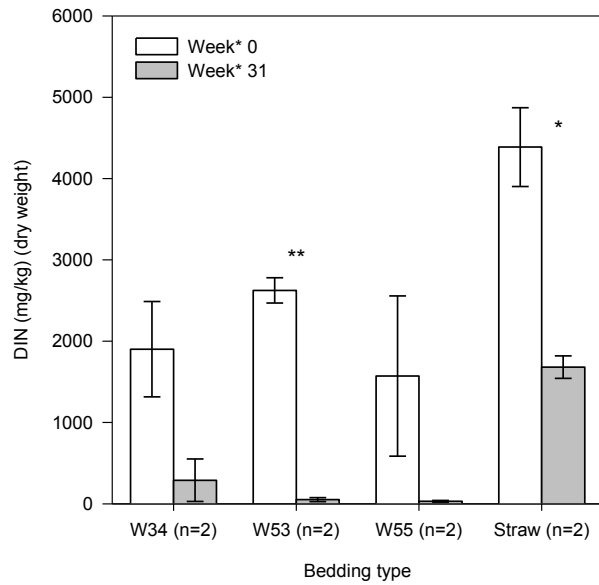 6000
5000
4000
3000
2000
1000
0
DIN (mg/kg) (dry weight)
Week* 0
Week* 31
**
*
W34 (n=2) W53 (n=2) W55 (n=2) Straw (n=2)
Bedding type